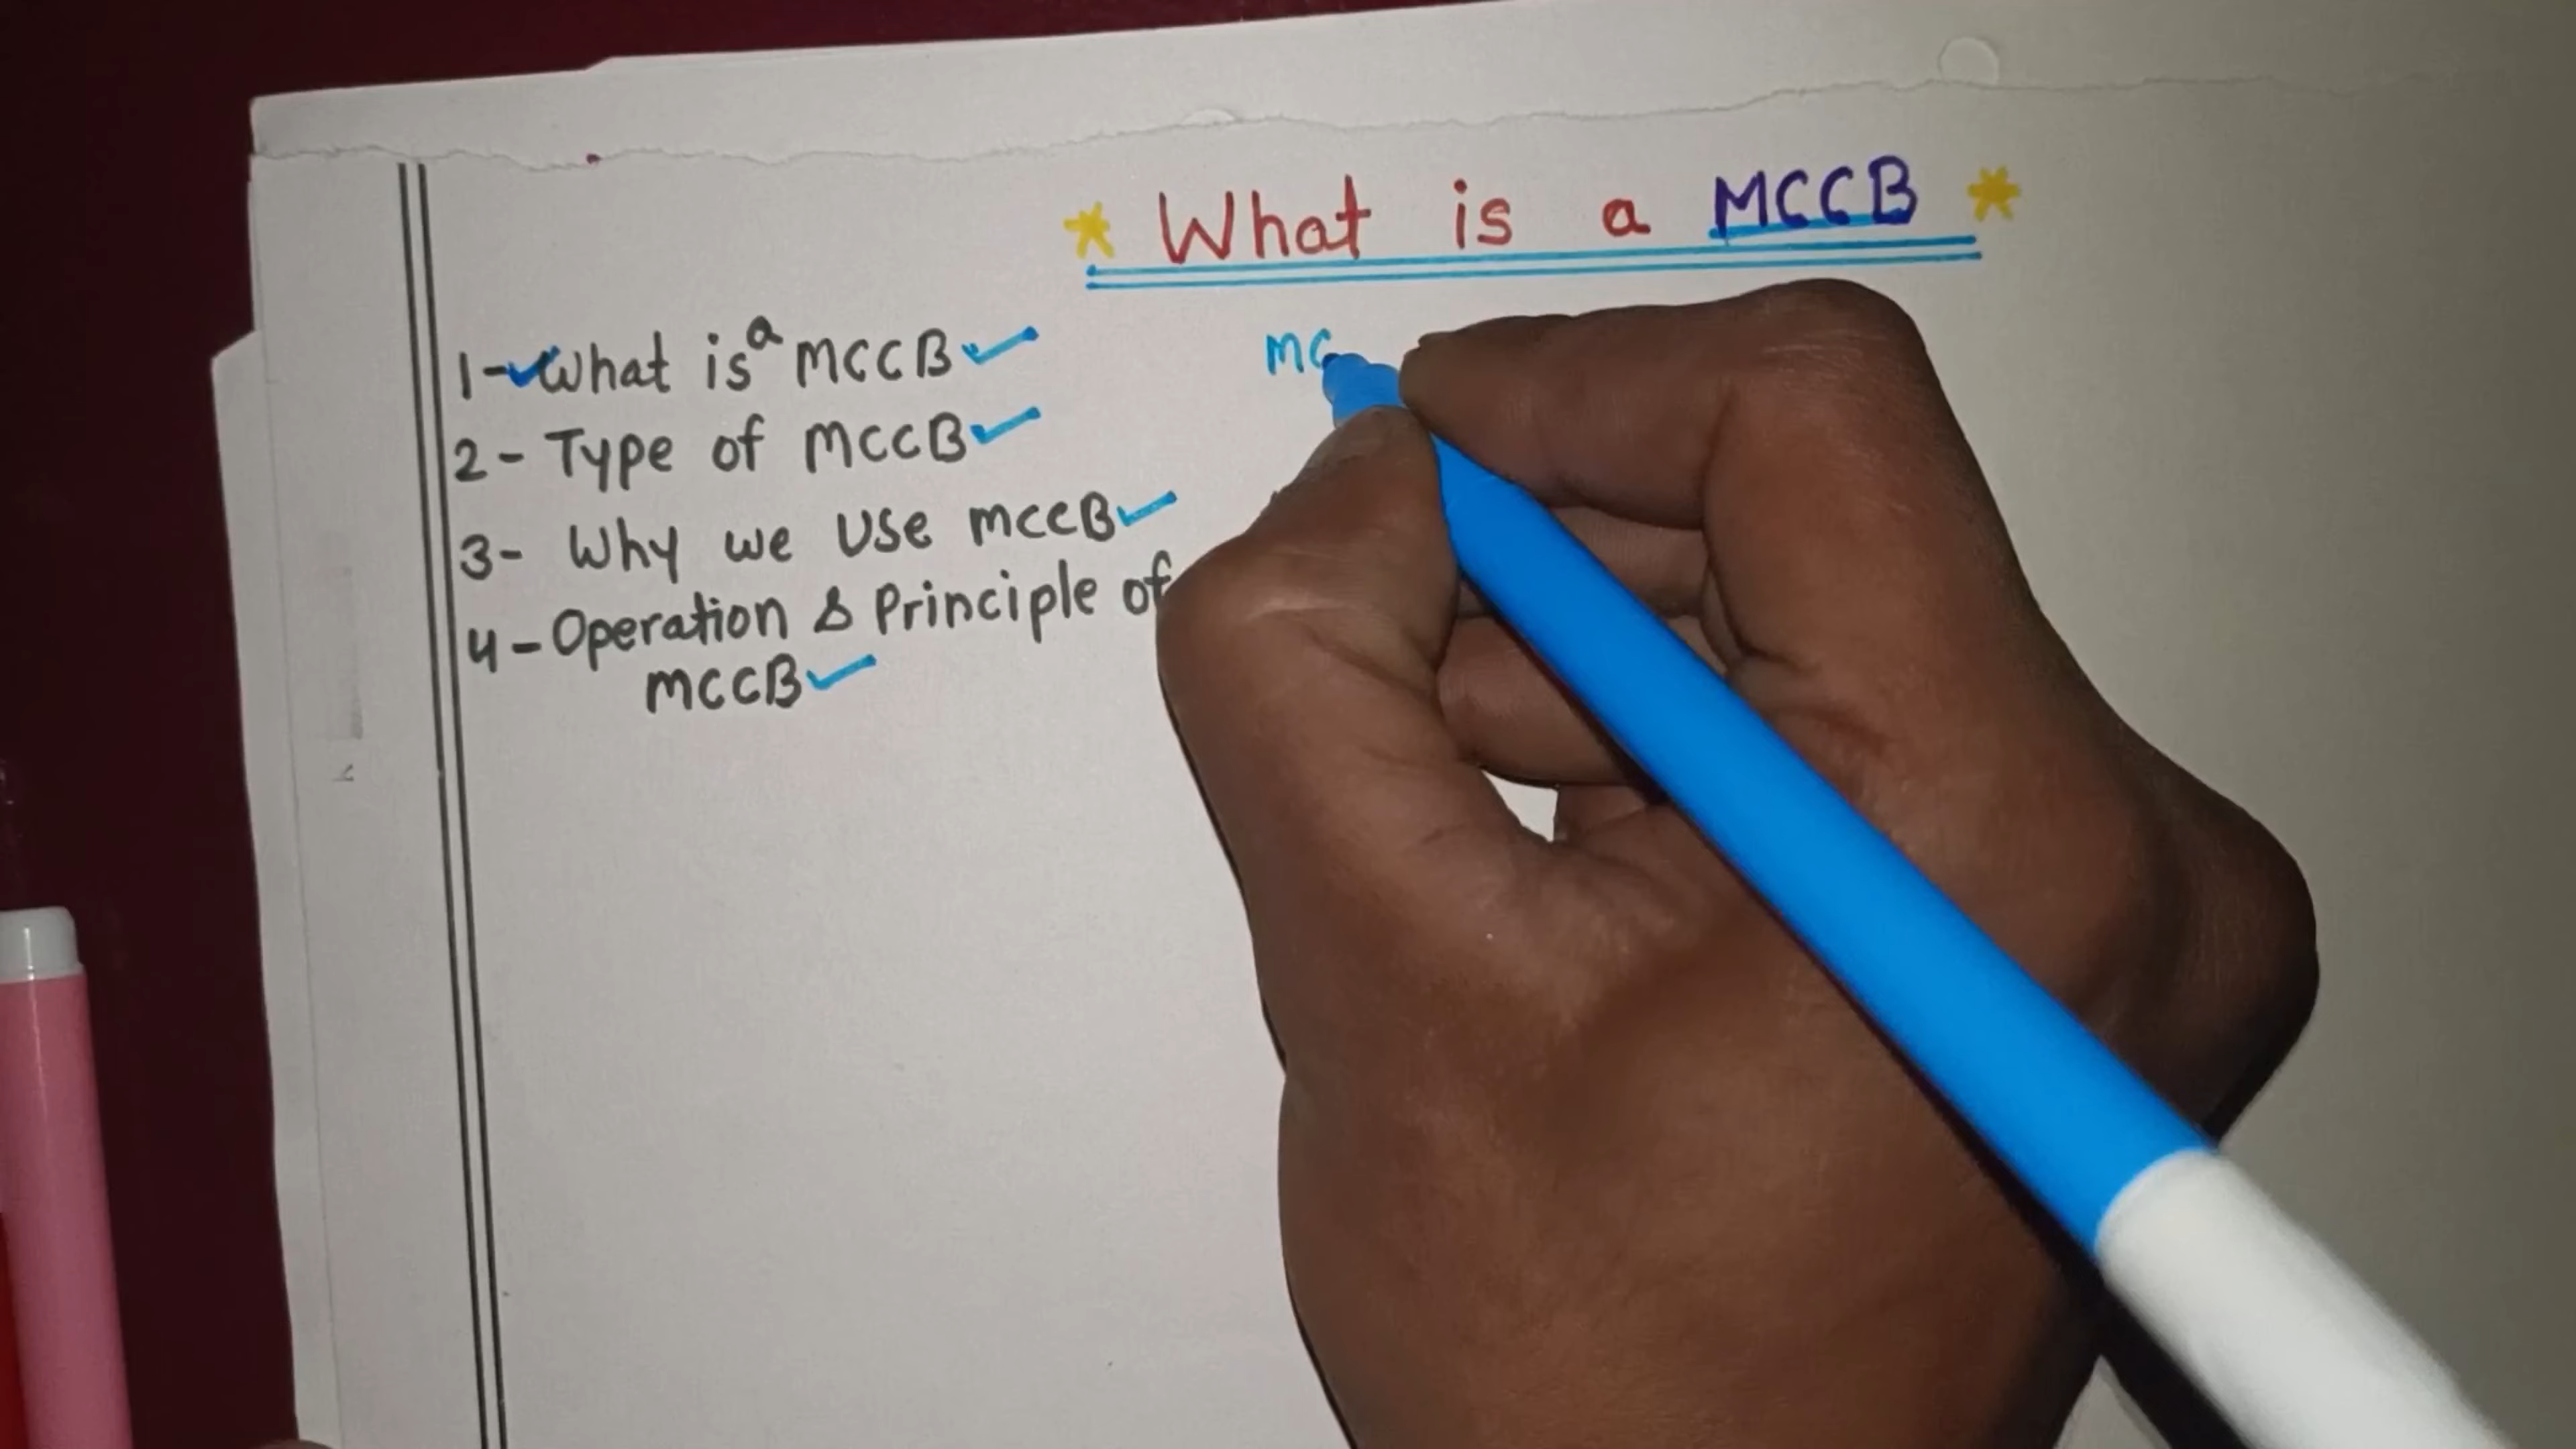 * What is a MCCB *
1- What is a MCCB
2- Type of MCCB
3- Why we use MCCB
4- Operation & Principle of
MCCB
MC